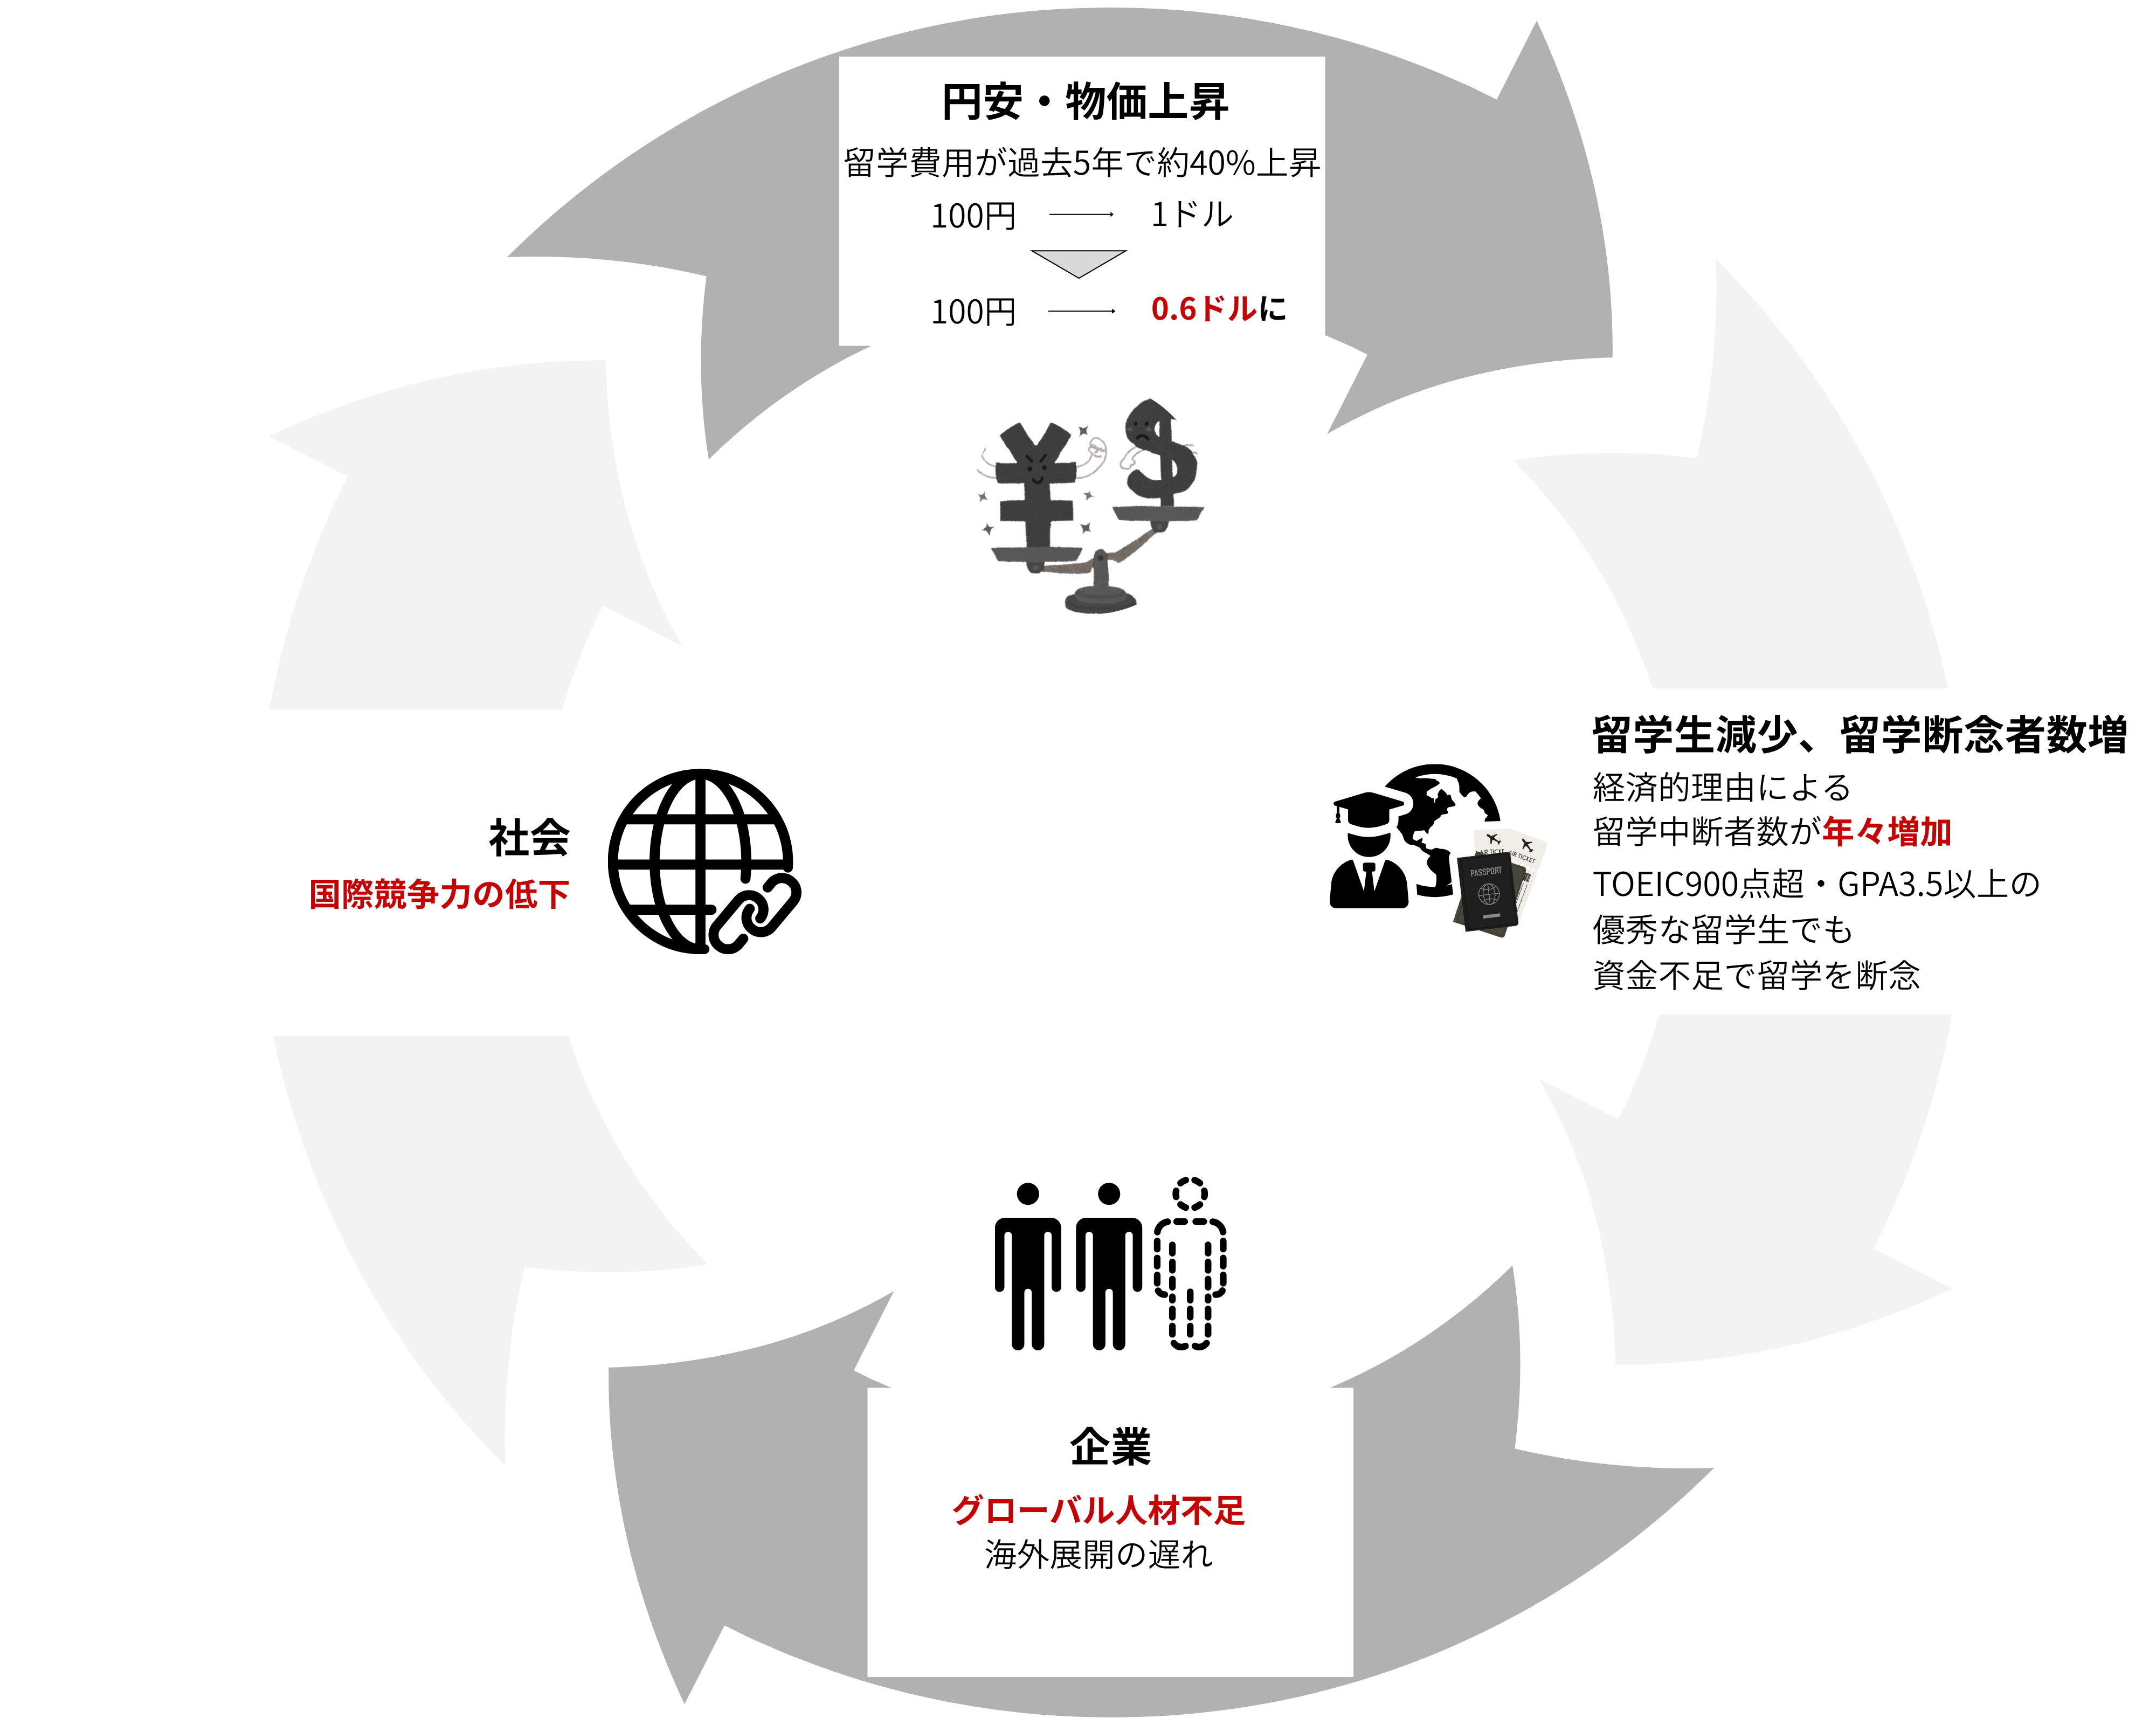 円安・物価上昇
留学費用が過去5年で約40%上昇
100円 → 1ドル
100円 → 0.6ドルに
留学生減少、留学断念者数増
経済的理由による
留学中断者数が年々増加
TOEIC900点超・GPA3.5以上の
優秀な留学生でも
資金不足で留学を断念
AIR TICKET
AIR TICKET
PASSPORT
社会
国際競争力の低下
企業
グローバル人材不足
海外展開の遅れ